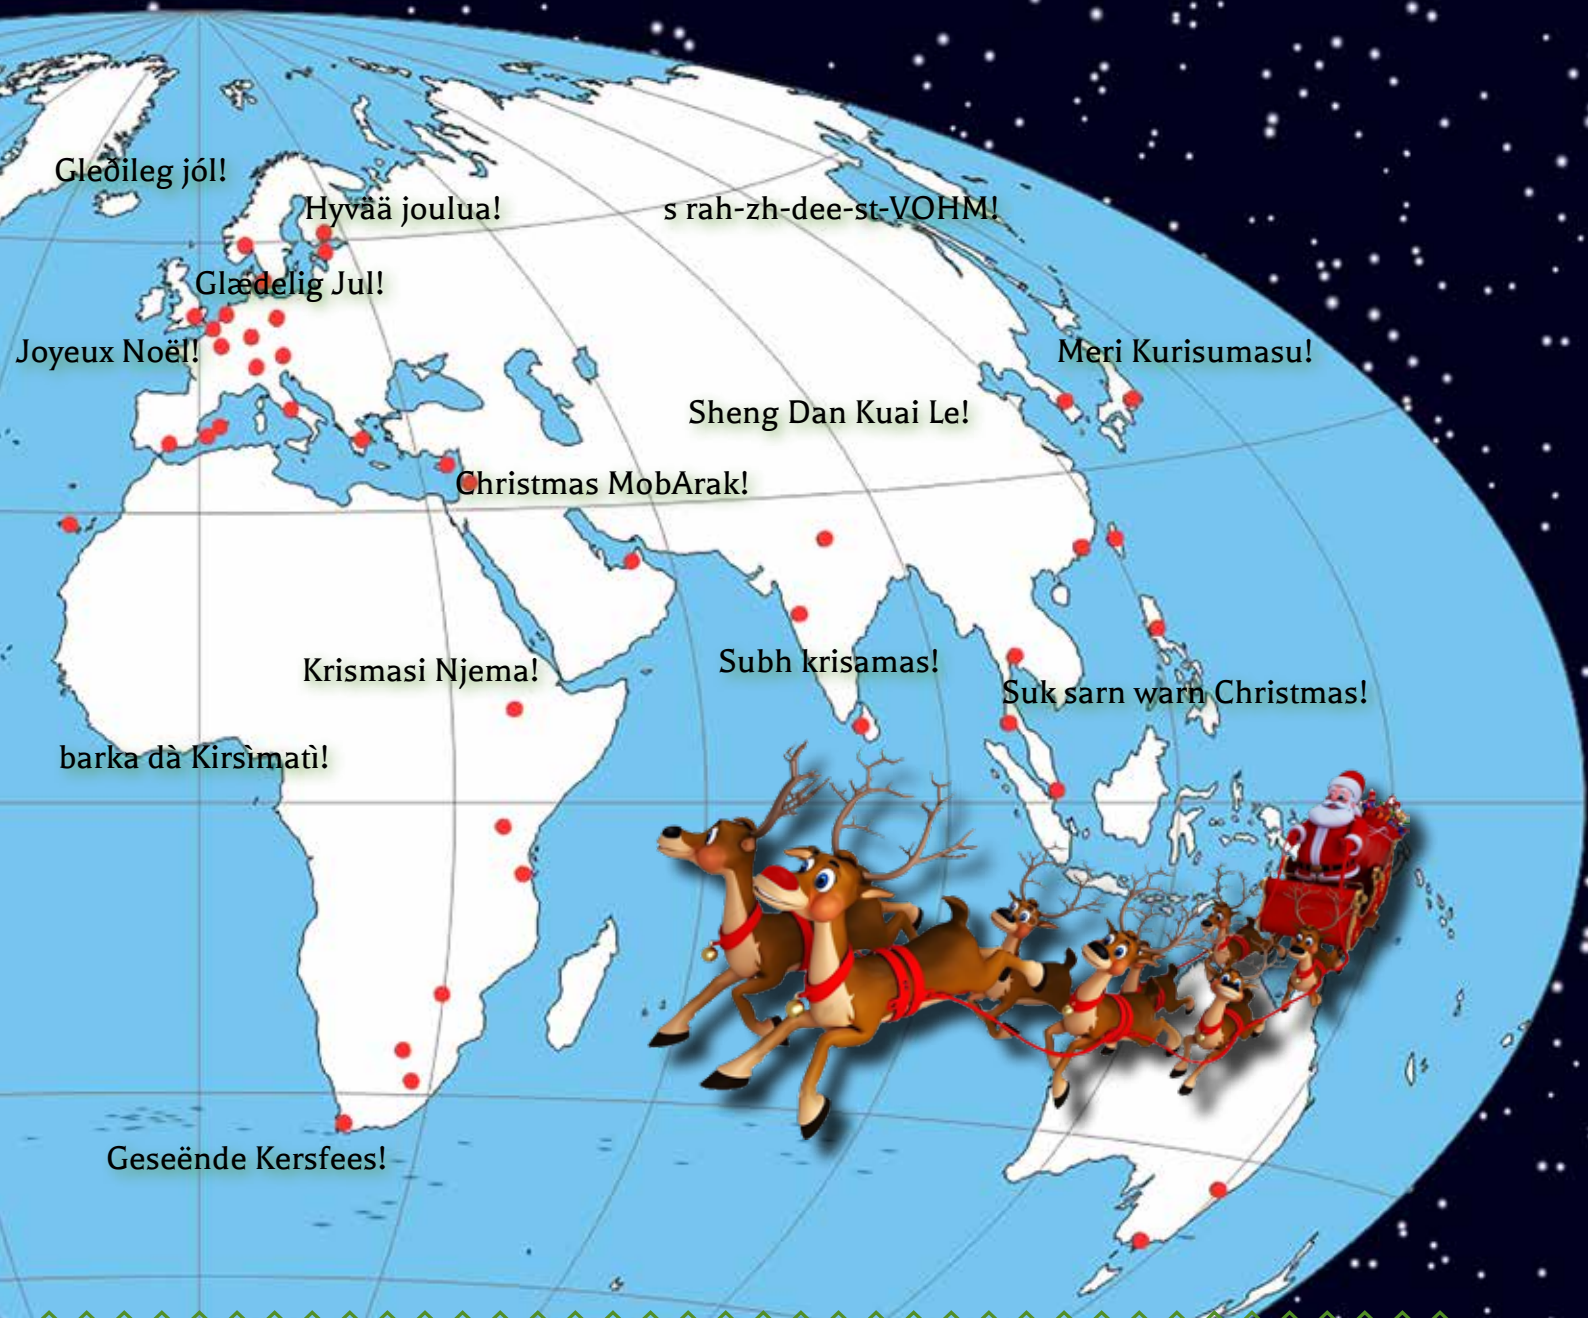 Gleðileg jól!
Hyvää joulua!
s rah-zh-dee-st-VOHM!
Glædelig Jul!
Joyeux Noël!
Meri Kurisumasu!
Sheng Dan Kuai Le!
Christmas MobArak!
Krismasi Njema!
Subh krisamas!
Suk sarn warn Christmas!
barka dà Kirsìmatì!
Geseënde Kersfees!